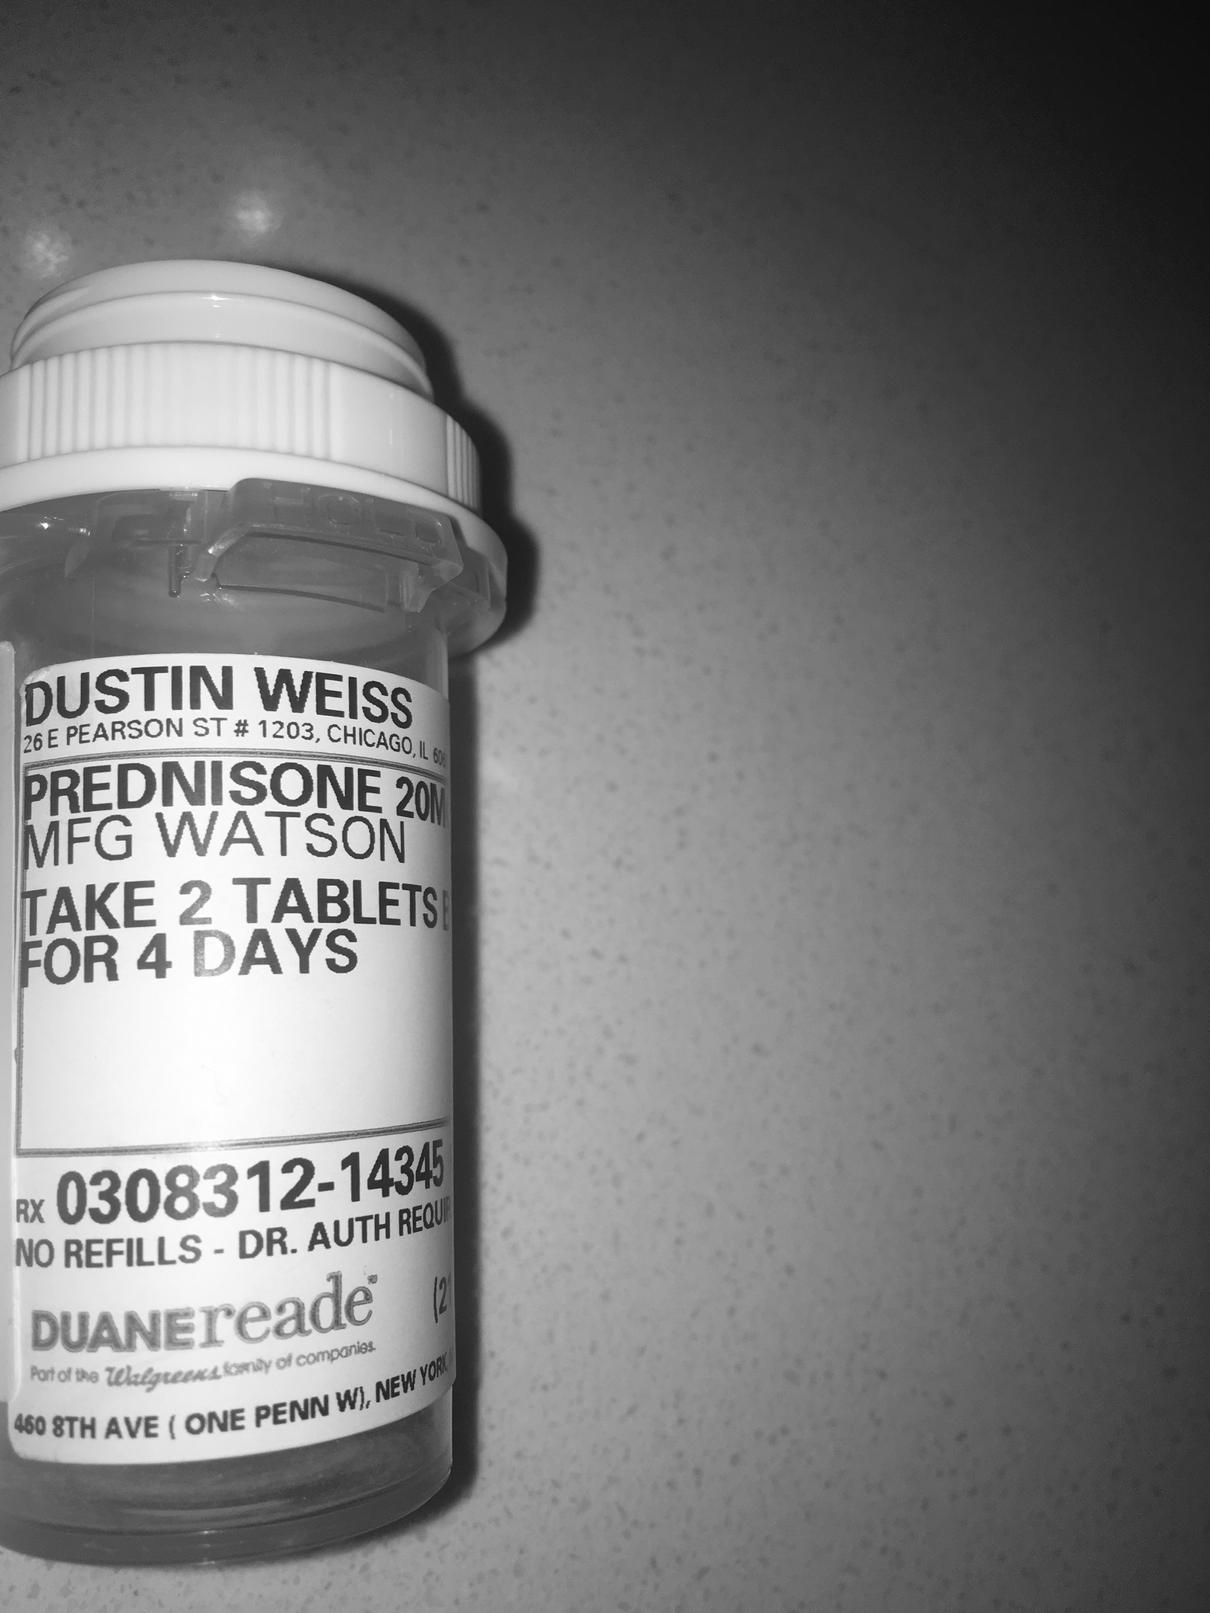 HOLD
DUSTIN WEISS
26 E PEARSON ST # 1203, CHICAGO, IL
PREDNISONE
MFG WATSON
TAKE 2 TABLETS
FOR 4 DAYS
RX 0308312-14345
NO REFILLS - DR. AUTH
DUANEreade
Part of the Walgreens family of companies.
460 8TH AVE ( ONE PENN W), NEW YORK